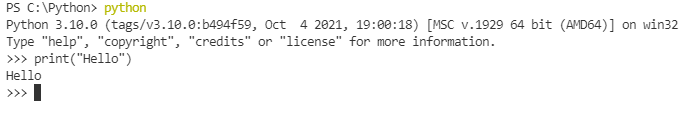 PS C:\Python> python
Python 3.10.0 (tags/v3.10.0:b494f59, Oct  4 2021, 19:00:18) [MSC v.1929 64 bit (AMD64)] on win32
Type "help", "copyright", "credits" or "license" for more information.
>>> print("Hello")
Hello
>>>